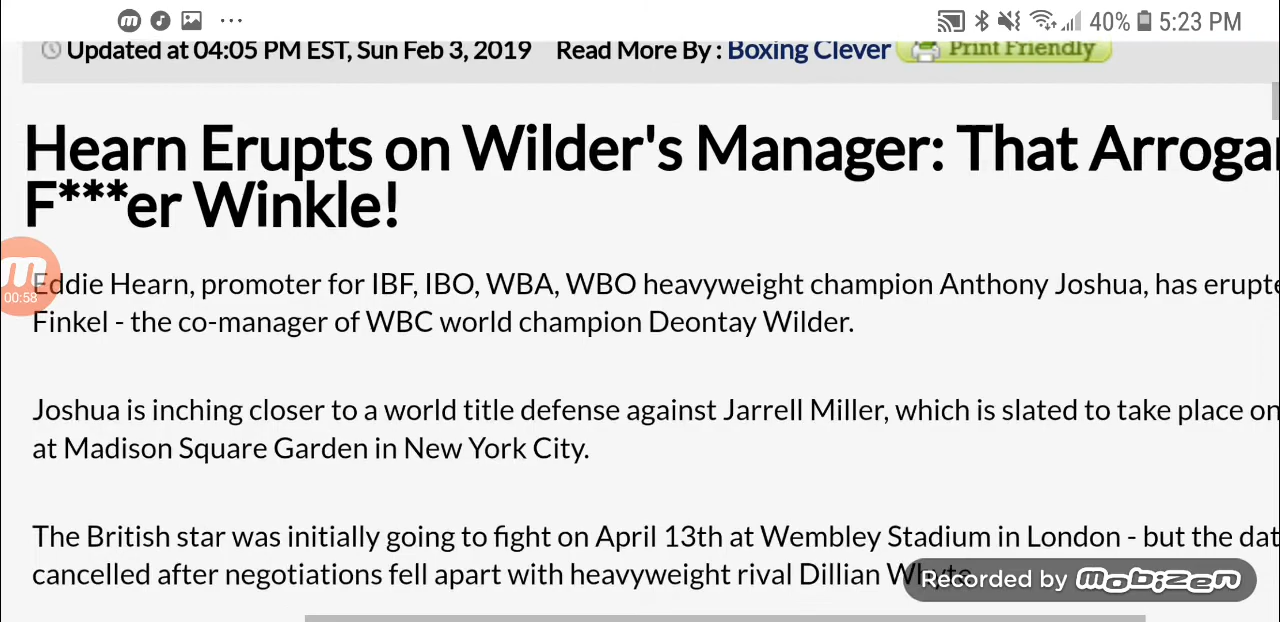 40% 5:23 PM
Updated at 04:05 PM EST, Sun Feb 3, 2019 Read More By : Boxing Clever Print Friendly
Hearn Erupts on Wilder's Manager: That Arrogan
F***er Winkle!
Eddie Hearn, promoter for IBF, IBO, WBA, WBO heavyweight champion Anthony Joshua, has erupte
00:58
Finkel - the co-manager of WBC world champion Deontay Wilder.
Joshua is inching closer to a world title defense against Jarrell Miller, which is slated to take place on
at Madison Square Garden in New York City.
The British star was initially going to fight on April 13th at Wembley Stadium in London - but the dat
cancelled after negotiations fell apart with heavyweight rival Dillian Whyte.
Recorded by mobizen